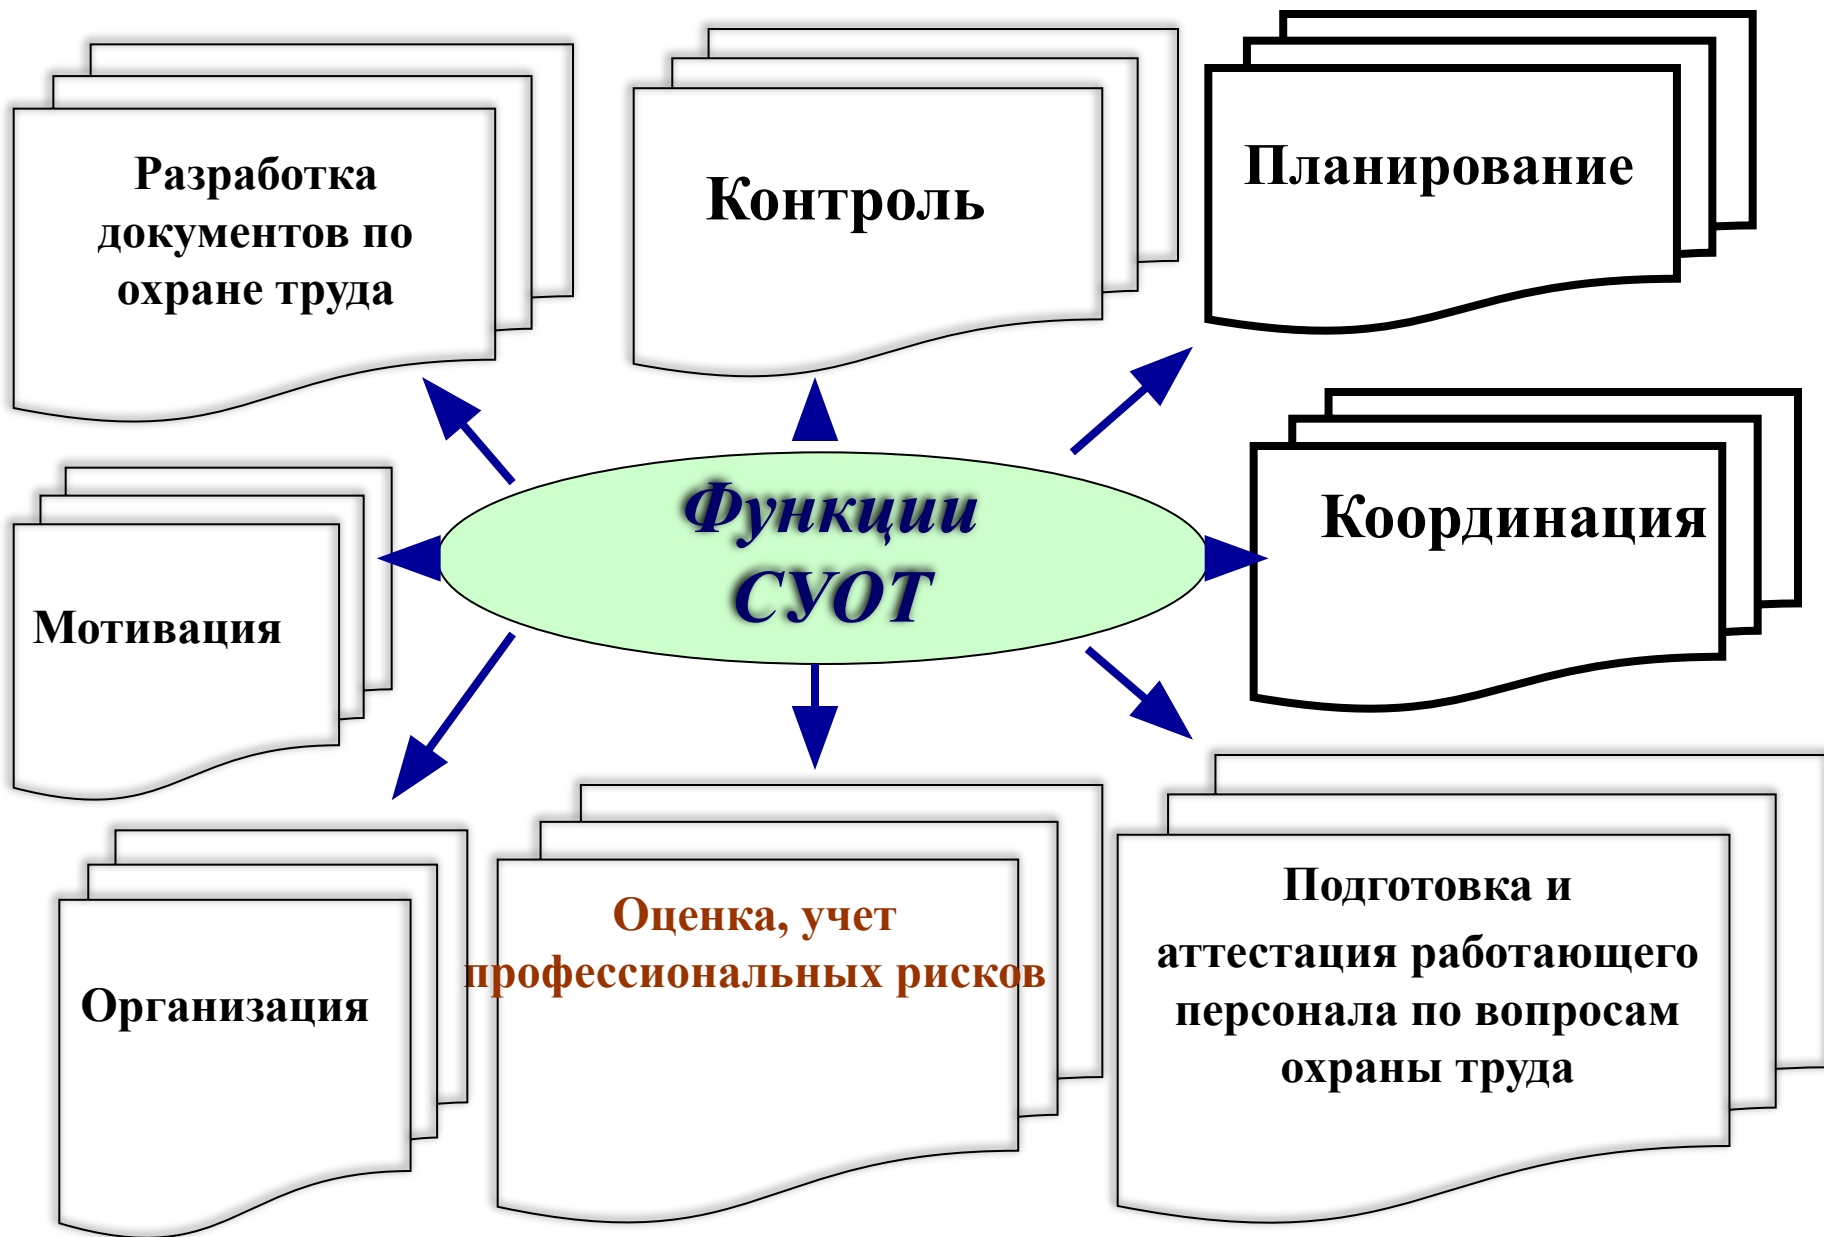 Разработка
документов по
охране труда
Контроль
Планирование
Функции
СУОТ
Координация
Мотивация
Организация
Оценка, учет
профессиональных рисков
Подготовка и
аттестация работающего
персонала по вопросам
охраны труда